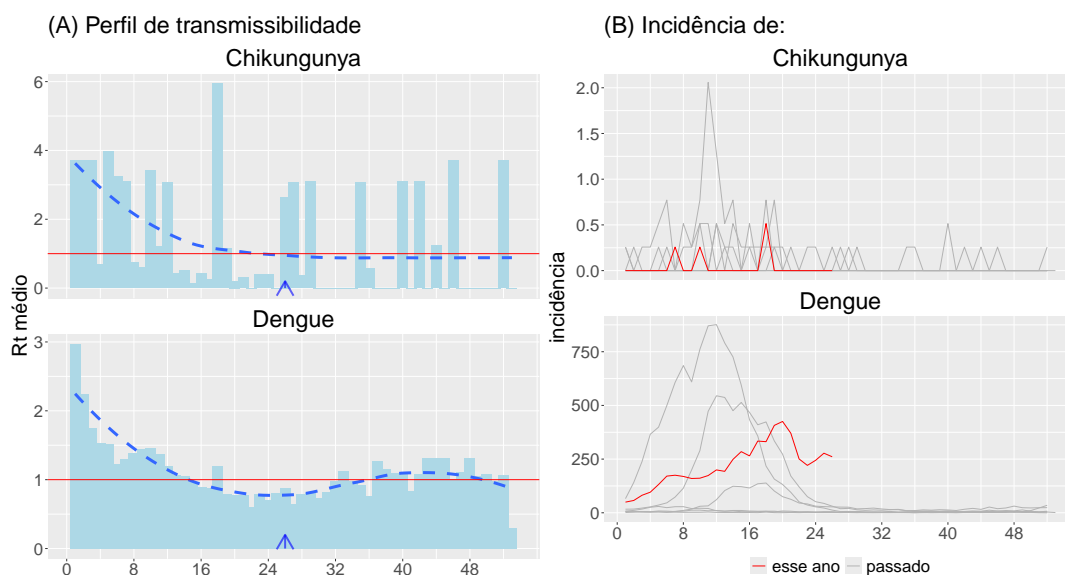 (A) Perfil de transmissibilidade
Chikungunya
6
4
2
0
Dengue
3
2
1
0
0 8 16 24 32 40 48
Rt médio
(B) Incidência de:
Chikungunya
2.0
1.5
1.0
0.5
0.0
Dengue
750
500
250
0
0 8 16 24 32 40 48
incidência
esse ano passado